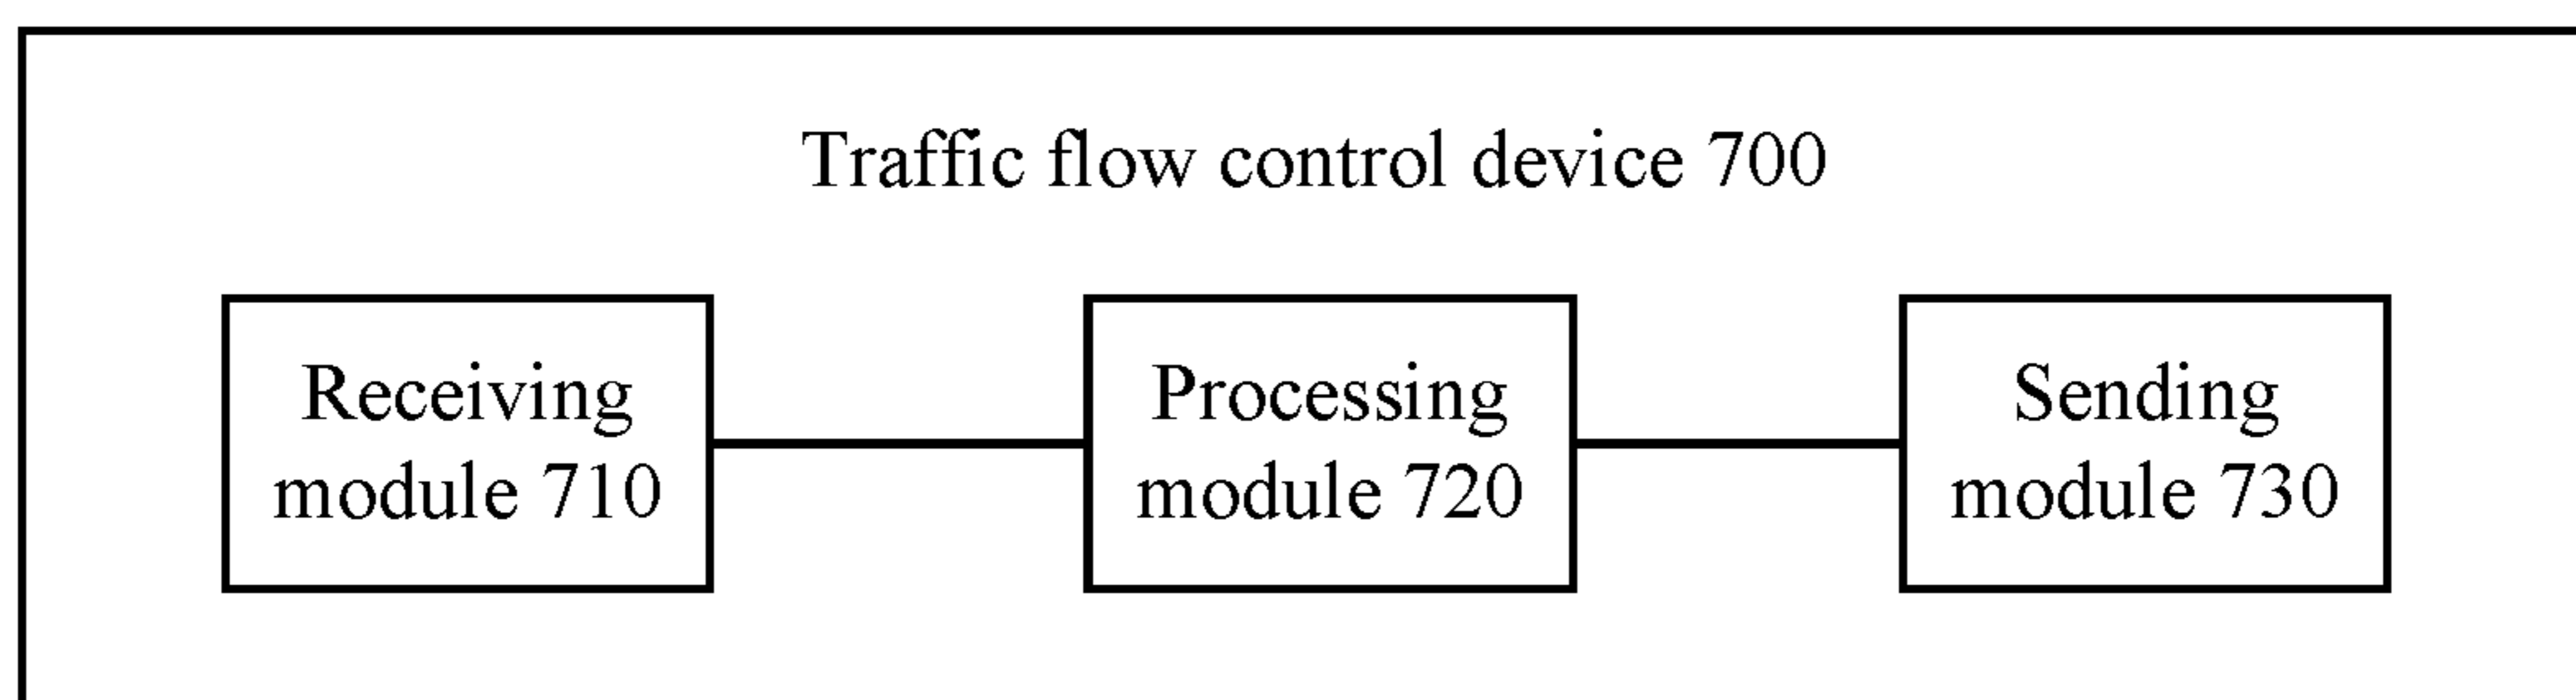 Traffic flow control device 700
Receiving
module 710
Processing
module 720
Sending
module 730